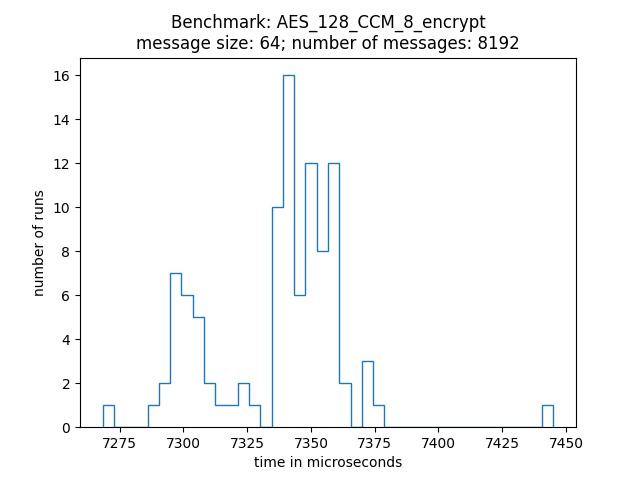 Benchmark: AES_128_CCM_8_encrypt
message size: 64; number of messages: 8192
16
14
12
10
8
6
4
2
0
number of runs
7275 7300 7325 7350 7375 7400 7425 7450
time in microseconds